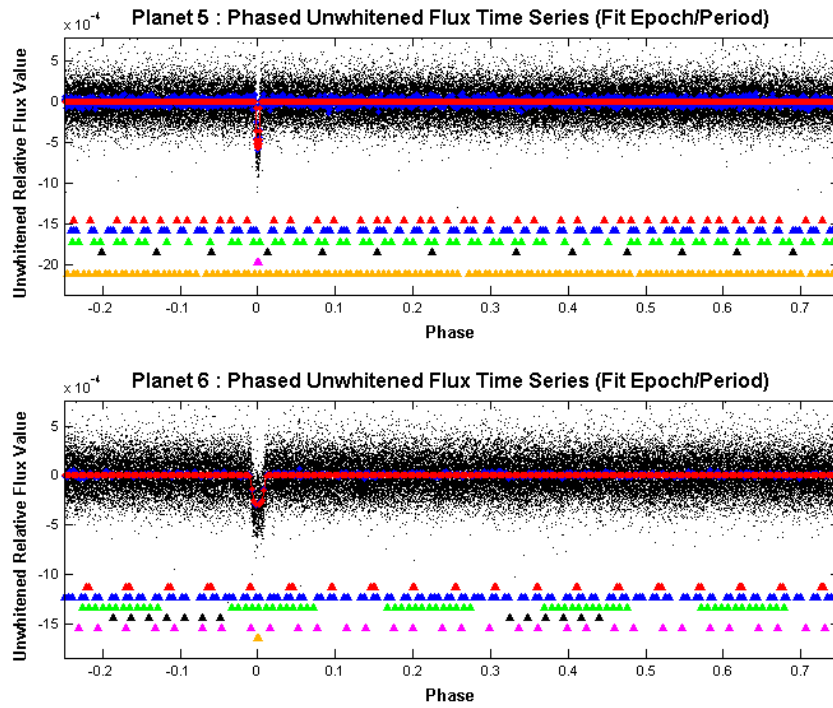 Planet 5 : Phased Unwhitened Flux Time Series (Fit Epoch/Period)
x 10-4
Unwhitened Relative Flux Value
5
0
-5
-10
-15
-20
-0.2 -0.1 0 0.1 0.2 0.3 0.4 0.5 0.6 0.7
Phase
Planet 6 : Phased Unwhitened Flux Time Series (Fit Epoch/Period)
x 10-4
Unwhitened Relative Flux Value
5
0
-5
-10
-15
-0.2 -0.1 0 0.1 0.2 0.3 0.4 0.5 0.6 0.7
Phase